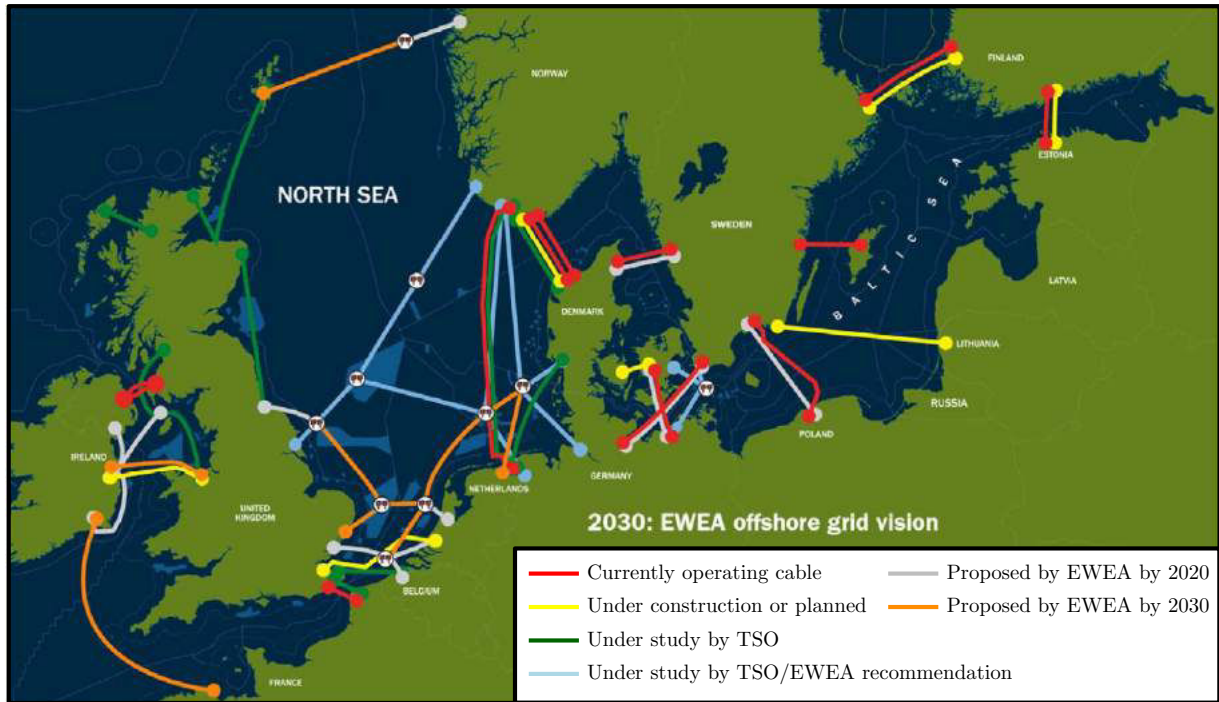 NORWAY
FINLAND
ESTONIA
NORTH SEA
SWEDEN
BALTIC SEA
LATVIA
DENMARK
LITHUANIA
RUSSIA
POLAND
IRELAND
GERMANY
NETHERLANDS
UNITED
KINGDOM
2030: EWEA offshore grid vision
BELGIUM
FRANCE
Currently operating cable
Proposed by EWEA by 2020
Under construction or planned
Proposed by EWEA by 2030
Under study by TSO
Under study by TSO/EWEA recommendation